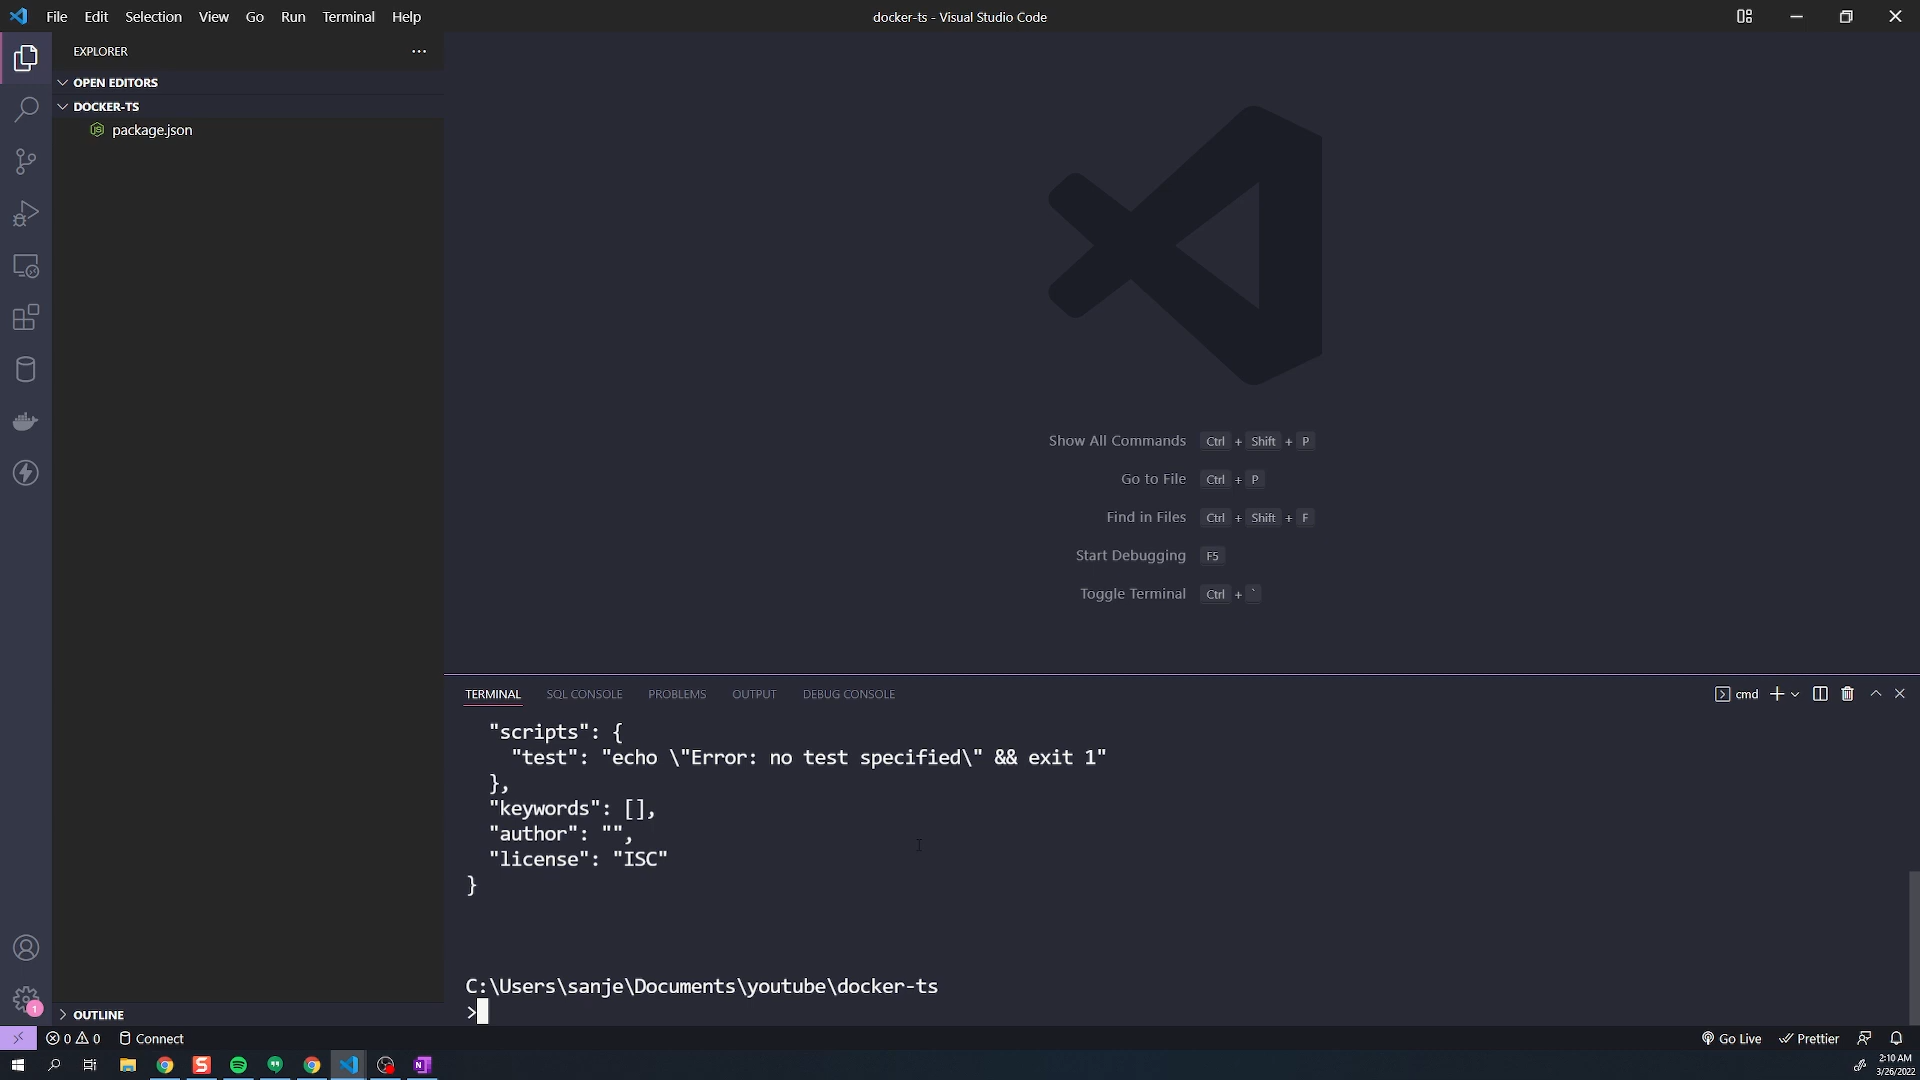 File Edit Selection View Go Run Terminal Help
docker-ts - Visual Studio Code
EXPLORER
OPEN EDITORS
DOCKER-TS
package.json
Show All Commands Ctrl + Shift + P
Go to File Ctrl + P
Find in Files Ctrl + Shift + F
Start Debugging F5
Toggle Terminal Ctrl + `
TERMINAL SQL CONSOLE PROBLEMS OUTPUT DEBUG CONSOLE
cmd
"scripts": {
"test": "echo \"Error: no test specified\" && exit 1"
},
"keywords": [],
"author": "",
"license": "ISC"
}
C:\Users\sanje\Documents\youtube\docker-ts
>
1
OUTLINE
0 0 Connect
Go Live Prettier
2:10 AM
3/26/2022